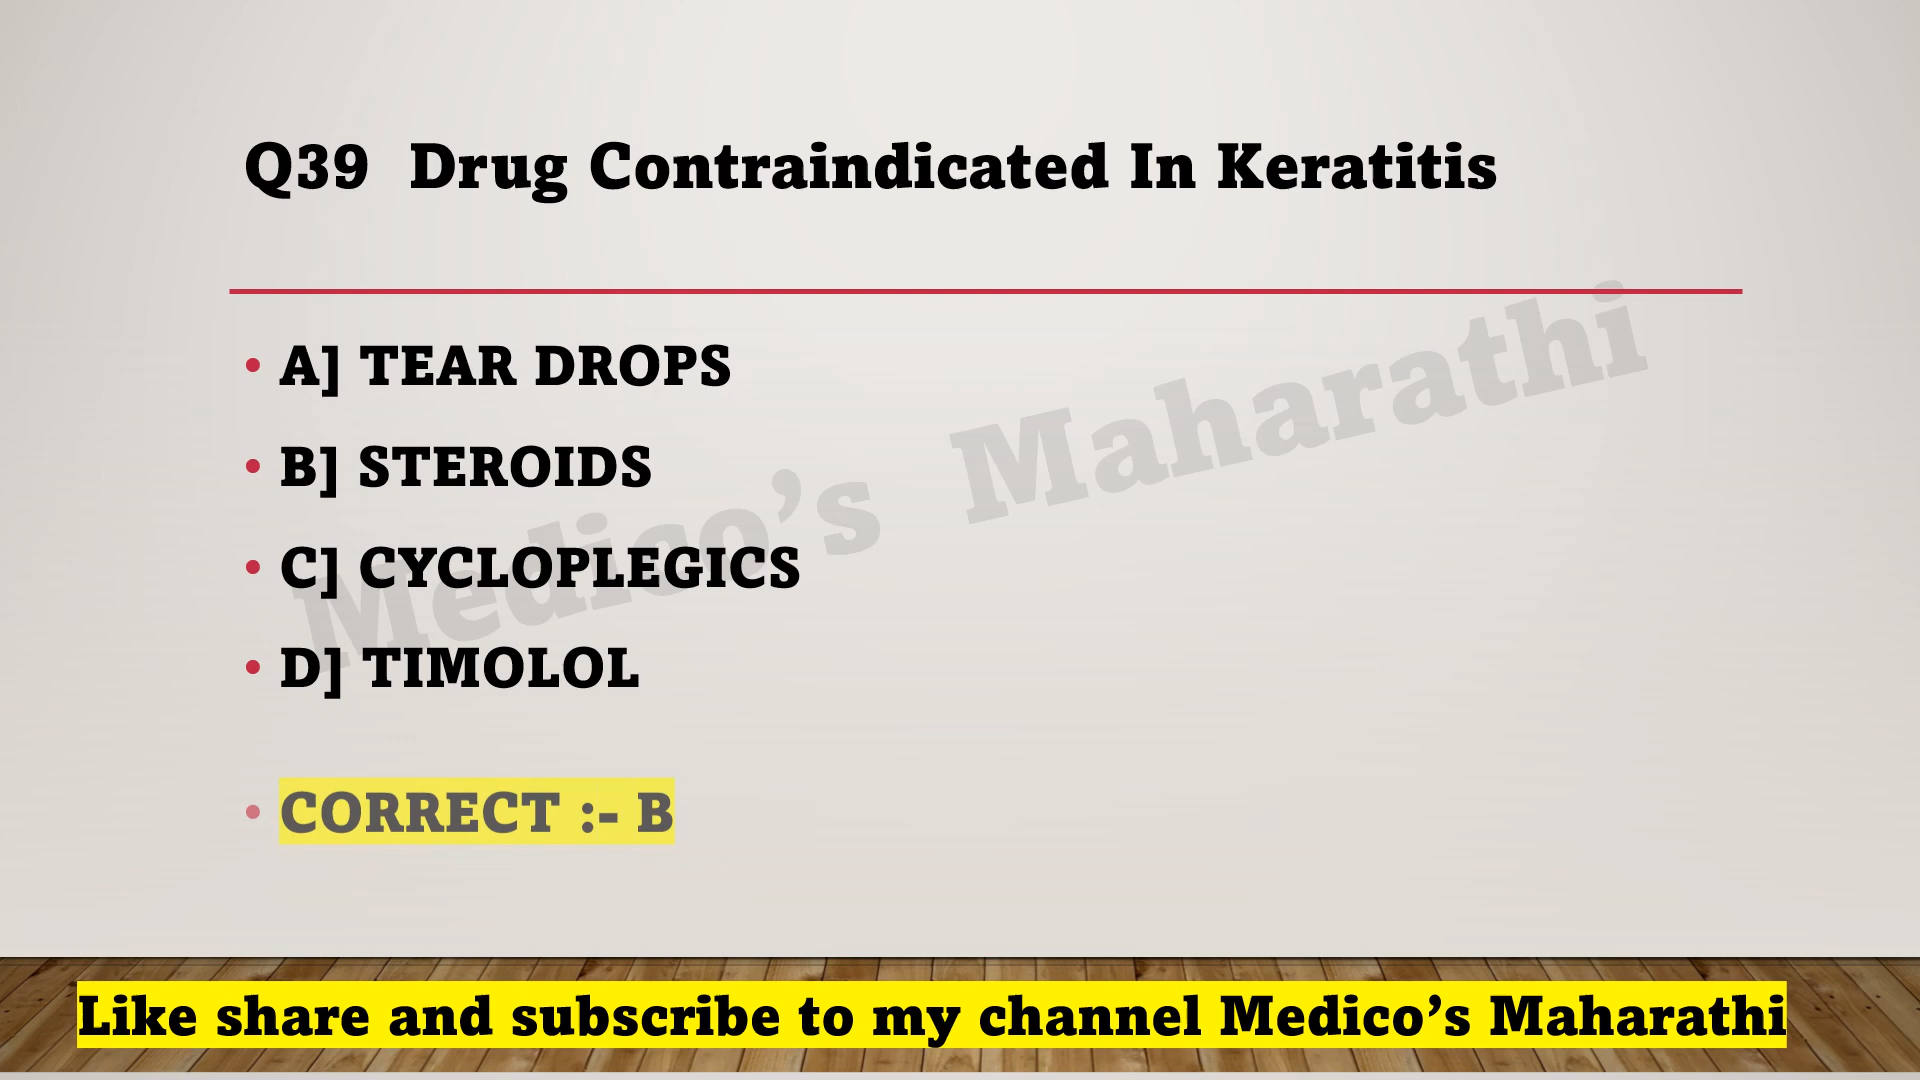 Q39 Drug Contraindicated In Keratitis
• A] TEAR DROPS
• B] STEROIDS
• C] CYCLOPLEGICS
• D] TIMOLOL
Medico’s Maharathi
• CORRECT :- B
Like share and subscribe to my channel Medico’s Maharathi